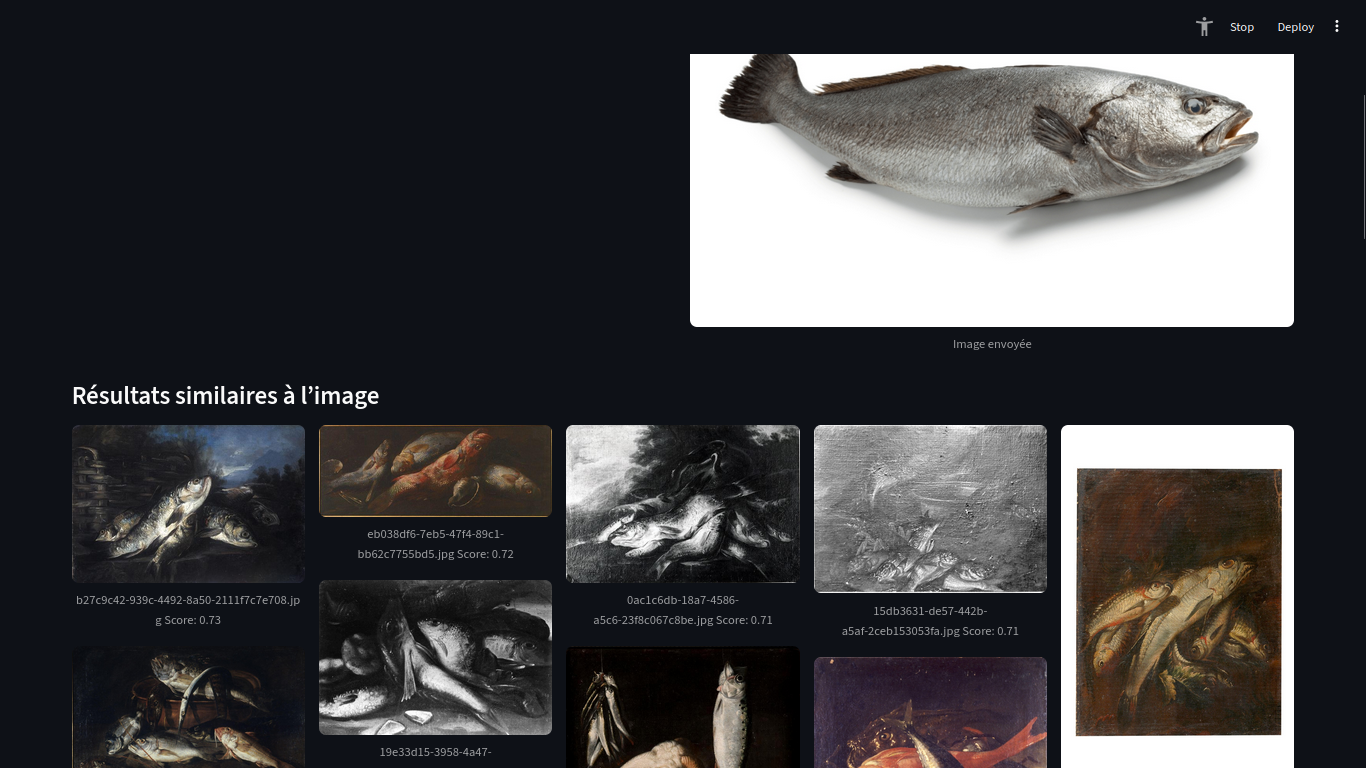 Stop Deploy
Image envoyée
Résultats similaires à l’image
b27c9c42-939c-4492-8a50-2111f7c7e708.jp
g Score: 0.73
eb038df6-7eb5-47f4-89c1-
bb62c7755bd5.jpg Score: 0.72
0ac1c6db-18a7-4586-
a5c6-23f8c067c8be.jpg Score: 0.71
15db3631-de57-442b-
a5af-2ceb153053fa.jpg Score: 0.71
19e33d15-3958-4a47-